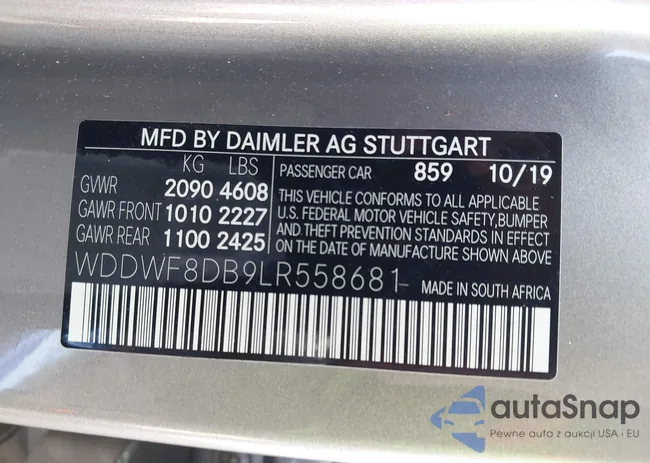 MFD BY DAIMLER AG STUTTGART
KG LBS
GVWR 2090 4608
GAWR FRONT 1010 2227
GAWR REAR 1100 2425
PASSENGER CAR 859 10/19
THIS VEHICLE CONFORMS TO ALL APPLICABLE
U.S. FEDERAL MOTOR VEHICLE SAFETY,BUMPER
AND THEFT PREVENTION STANDARDS IN EFFECT
ON THE DATE OF MANUFACTURE SHOWN ABOVE.
WDDWF8DB9LR558681
MADE IN SOUTH AFRICA
autaSnap
Pewne auta z aukcji USA i EU